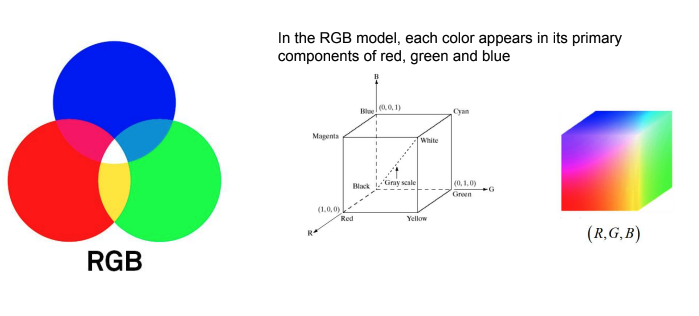 In the RGB model, each color appears in its primary
components of red, green and blue
B
Blue (0, 0, 1)
Cyan
Magenta
White
Black
Gray scale
(0, 1, 0)
G
Green
(1, 0, 0)
Red
Yellow
R
(R,G,B)
RGB